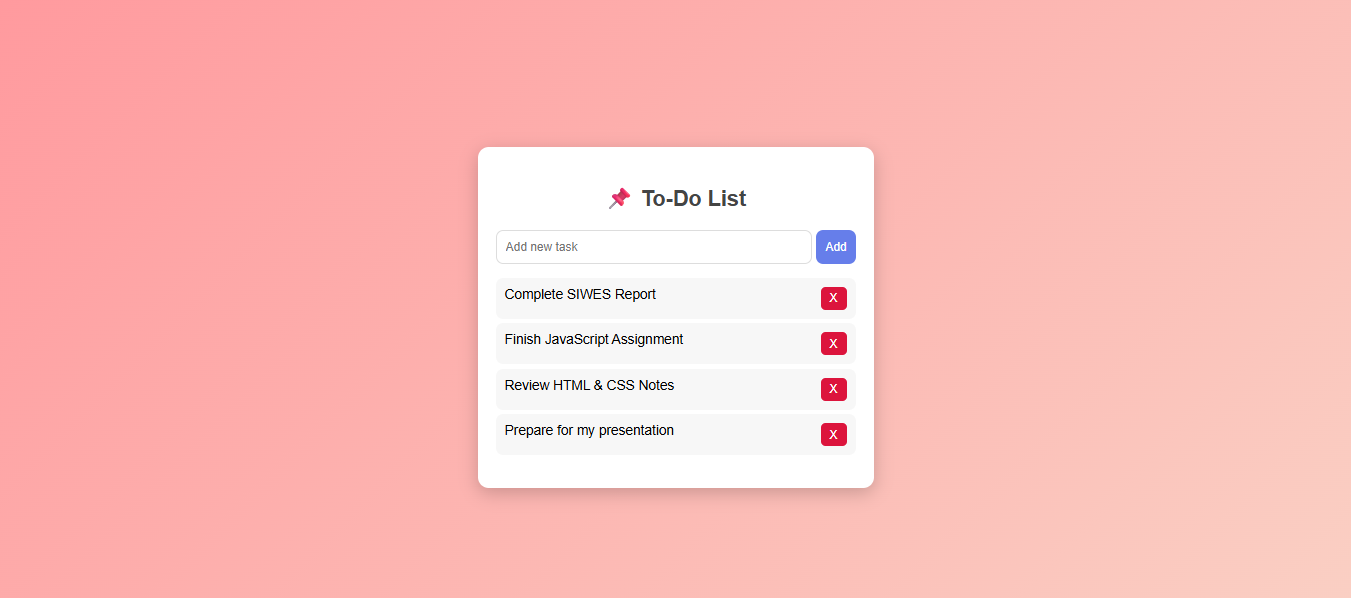 📌 To-Do List
Add new task
Add
Complete SIWES Report
X
Finish JavaScript Assignment
X
Review HTML & CSS Notes
X
Prepare for my presentation
X